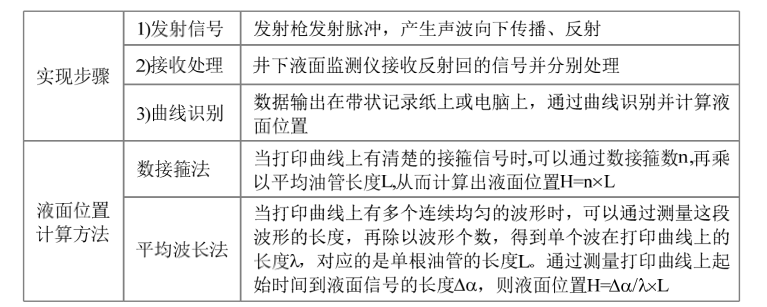 实现步骤
1)发射信号
发射枪发射脉冲，产生声波向下传播、反射
2)接收处理
井下液面监测仪接收反射回的信号并分别处理
3)曲线识别
数据输出在带状记录纸上或电脑上，通过曲线识别并计算液
面位置
液面位置
计算方法
数接箍法
当打印曲线上有清楚的接箍信号时,可以通过数接箍数n,再乘
以平均油管长度L,从而计算出液面位置H=n×L
平均波长法
当打印曲线上有多个连续均匀的波形时，可以通过测量这段
波形的长度，再除以波形个数，得到单个波在打印曲线上的
长度λ，对应的是单根油管的长度L。通过测量打印曲线上起
始时间到液面信号的长度Δα，则液面位置H=Δα/λ×L